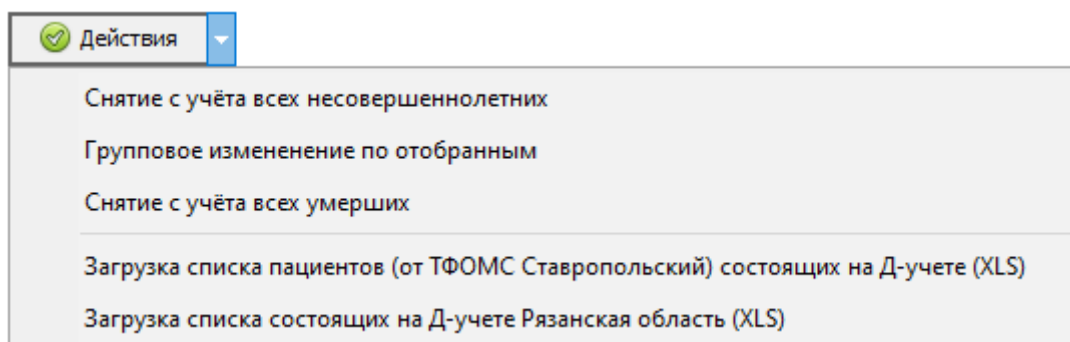 Действия
Снятие с учёта всех несовершеннолетних
Групповое измененение по отобранным
Снятие с учёта всех умерших
Загрузка списка пациентов (от ТФОМС Ставропольский) состоящих на Д-учете (XLS)
Загрузка списка состоящих на Д-учете Рязанская область (XLS)